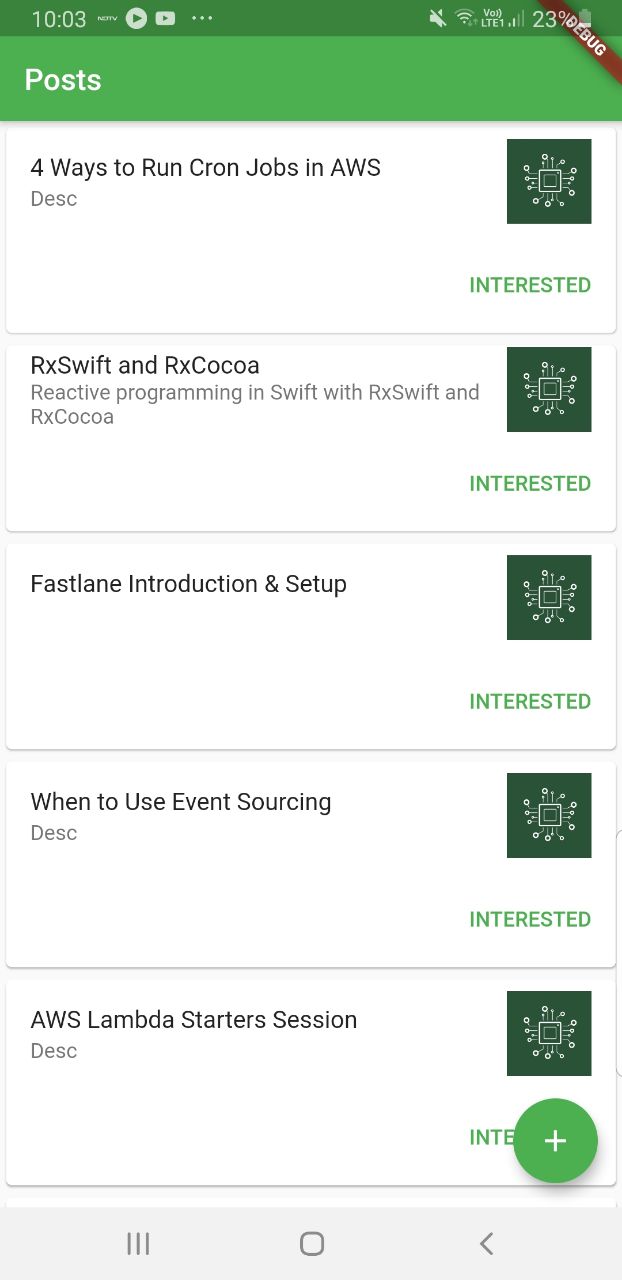 10:03 NDTV 23%
Vo))
LTE1
DEBUG
Posts
4 Ways to Run Cron Jobs in AWS
Desc
INTERESTED
RxSwift and RxCocoa
Reactive programming in Swift with RxSwift and
RxCocoa
INTERESTED
Fastlane Introduction & Setup
INTERESTED
When to Use Event Sourcing
Desc
INTERESTED
AWS Lambda Starters Session
Desc
INTE
+